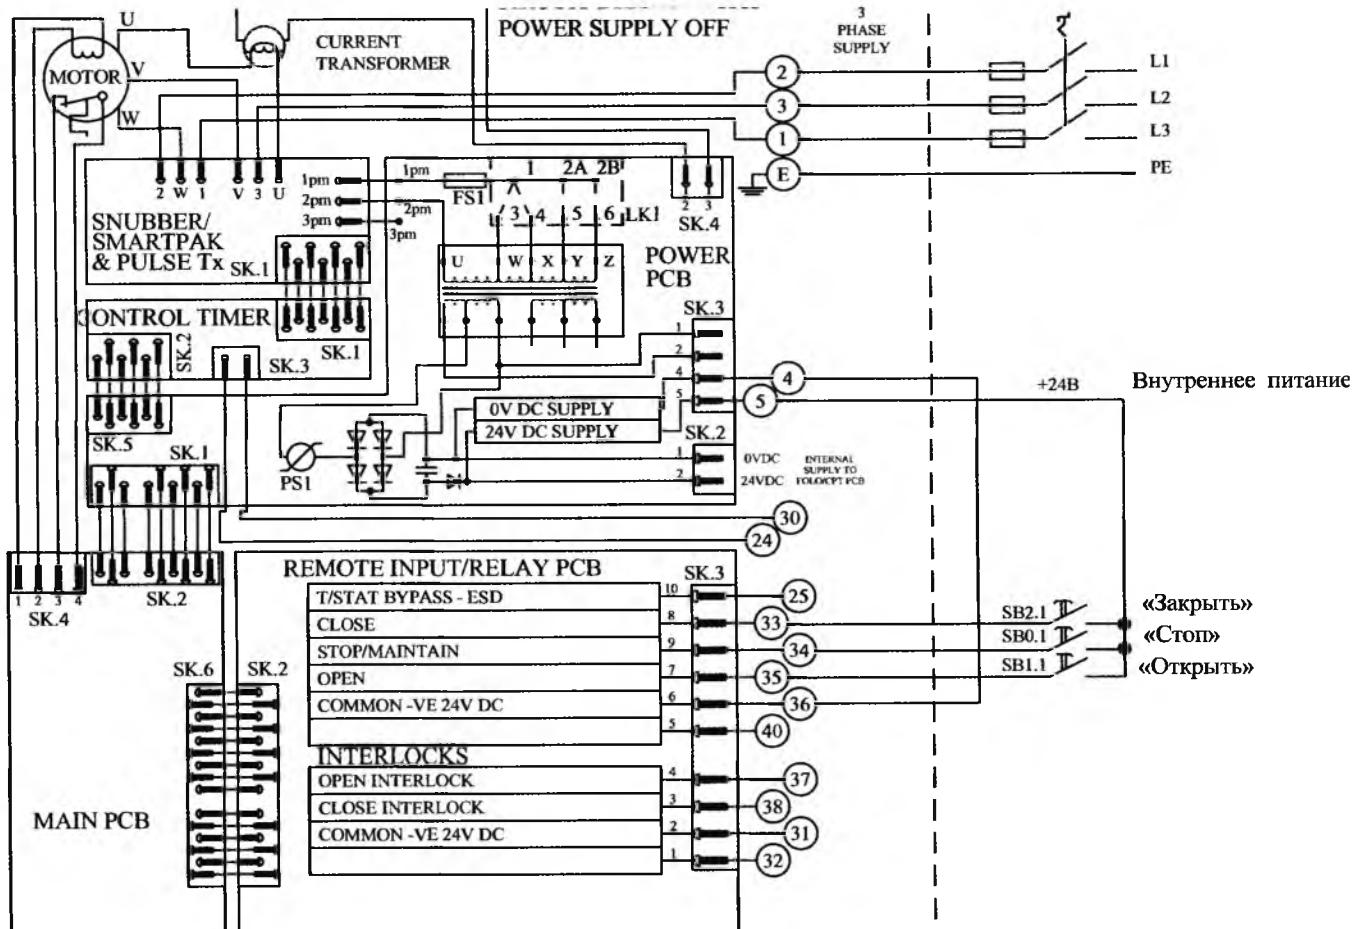 POWER SUPPLY OFF
3
PHASE
SUPPLY
U
CURRENT
TRANSFORMER
MOTOR
V
W
2
3
1
E
L1
L2
L3
PE
2 W 1 V 3 U
1pm
2pm
3pm
1pm
2pm
3pm
FS1
1 2A 2B
3 4 5 6 LK1
2 3
SK.4
SNUBBER/
SMARTPAK
& PULSE Tx
SK.1
U W X Y Z
POWER
PCB
CONTROL TIMER
SK.1
SK.2
SK.3
SK.3
1
2
4
5
4
5
+24В
Внутреннее питание
0V DC SUPPLY
24V DC SUPPLY
SK.5
SK.1
PS1
SK.2
1
2
0VDC
24VDC
INTERNAL
SUPPLY TO
FOLO/CPT PCB
30
24
1 2 3 4
SK.4
SK.2
REMOTE INPUT/RELAY PCB
SK.3
T/STAT BYPASS - ESD 10 25
CLOSE 8 33
STOP/MAINTAIN 9 34
OPEN 7 35
COMMON -VE 24V DC 6 36
5 40
SB2.1 «Закрыть»
SB0.1 «Стоп»
SB1.1 «Открыть»
SK.6 SK.2
INTERLOCKS
OPEN INTERLOCK 4 37
CLOSE INTERLOCK 3 38
COMMON -VE 24V DC 2 31
1 32
MAIN PCB